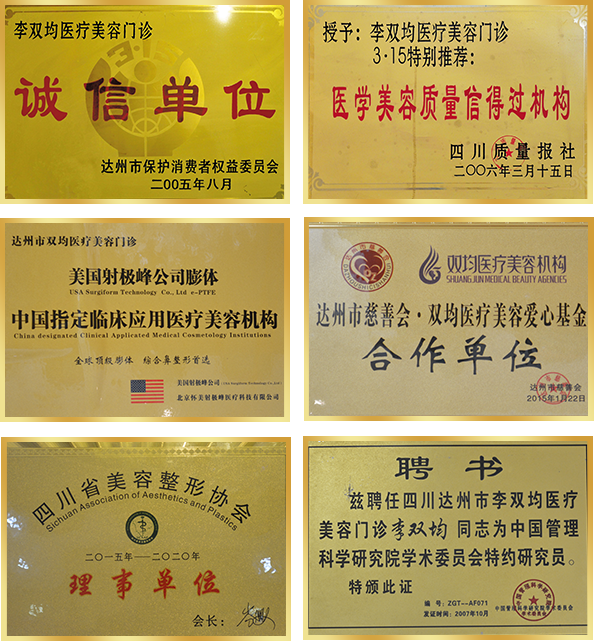 李双均医疗美容门诊
诚信单位
达州市保护消费者权益委员会
二00五年八月
授予：李双均医疗美容门诊
3·15特别推荐：
医学美容质量信得过机构
四川质量报社
二00六年三月十五日
达州市双均医疗美容门诊
美国射极峰公司膨体
USA Surgiform Technology Co., Ltd e-PTFE
中国指定临床应用医疗美容机构
China designated Clinical Applicated Medical Cosmetology Institutions
全球顶级膨体 综合鼻整形首选
美国射极峰公司(USA Surgiform Technology Co., Ltd)
北京怀美射极峰医疗科技有限公司
双均医疗美容机构
SHUANG JUN MEDICAL BEAUTY AGENCIES
达州市慈善会·双均医疗美容爱心基金
合作单位
达州市慈善会
2015年1月22日
四川省美容整形协会
Sichuan Association of Aesthetics and Plastics
二〇一五年——二〇二〇年
理事单位
会长：
聘书
兹聘任四川达州市李双均医疗
美容门诊李双均 同志为中国管理
科学研究院学术委员会特约研究员。
特颁此证
编 号：ZGT--AF071
中国管理科学研究院学术委员会
发证时间：2007年10月